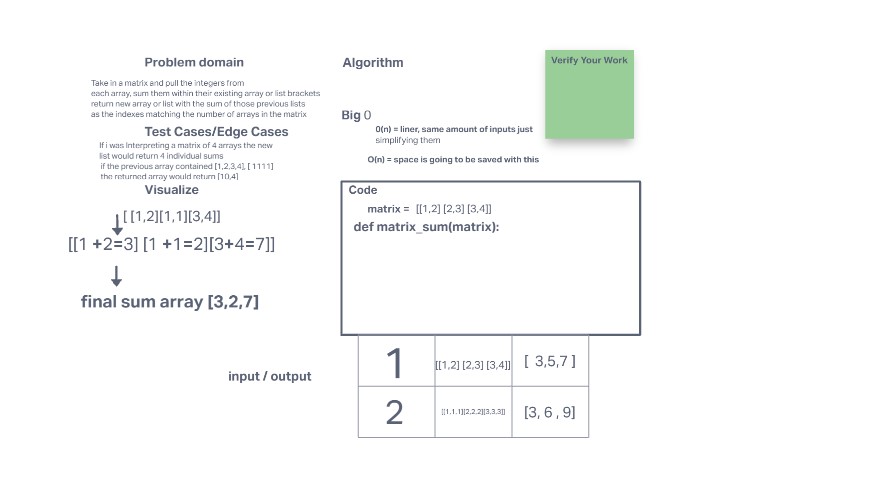 Problem domain
Take in a matrix and pull the integers from
each array, sum them within their existing array or list brackets
return new array or list with the sum of those previous lists
as the indexes matching the number of arrays in the matrix
Test Cases/Edge Cases
If i was Interpreting a matrix of 4 arrays the new
list would return 4 individual sums
if the previous array contained [1,2,3,4], [ 1111]
the returned array would return [10,4]
Visualize
[ [1,2][1,1][3,4]]
[[1 +2=3] [1 +1=2][3+4=7]]
final sum array [3,2,7]
Algorithm
Big O
O(n) = liner, same amount of inputs just
simplifying them
O(n) = space is going to be saved with this
Verify Your Work
Code
matrix = [[1,2] [2,3] [3,4]]
def matrix_sum(matrix):
input / output
1 [[1,2] [2,3] [3,4]] [ 3,5,7 ]
2 [[1,1,1][2,2,2][3,3,3]] [3, 6 , 9]